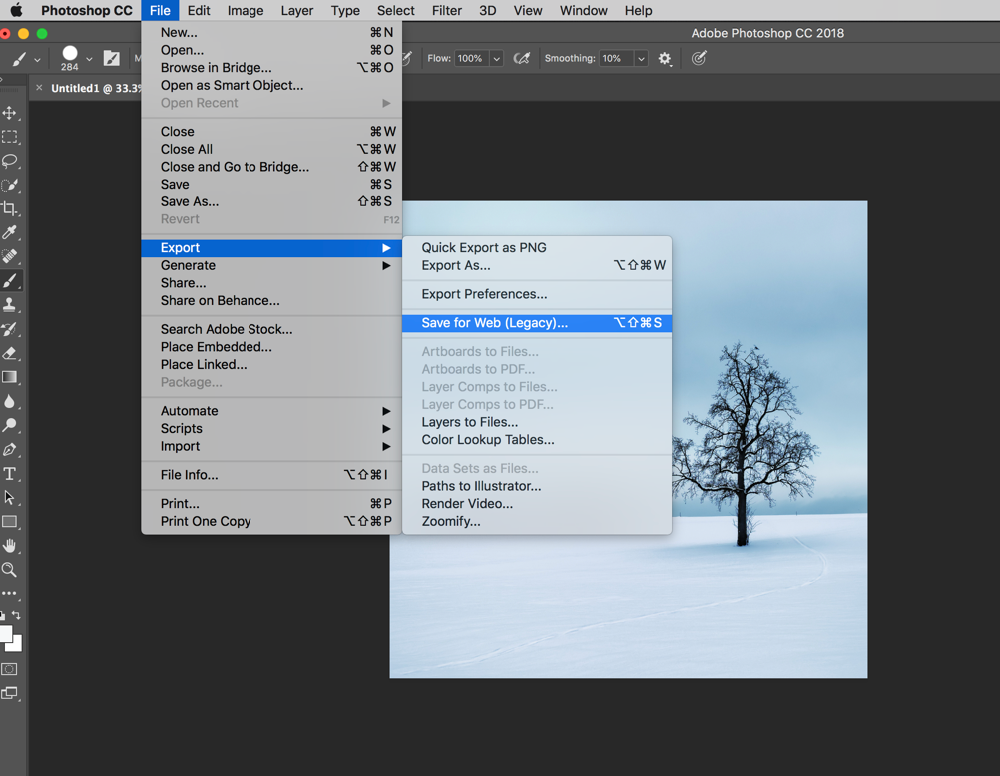 Photoshop CC File Edit Image Layer Type Select Filter 3D View Window Help
Adobe Photoshop CC 2018
284 Flow: 100% Smoothing: 10%
× Untitled1 @ 33.3%
New... ⌘N
Open... ⌘O
Browse in Bridge... ⌥⌘O
Open as Smart Object...
Open Recent ▶
Close ⌘W
Close All ⌥⌘W
Close and Go to Bridge... ⇧⌘W
Save ⌘S
Save As... ⇧⌘S
Revert F12
Export ▶
Generate ▶
Share...
Share on Behance...
Search Adobe Stock...
Place Embedded...
Place Linked...
Package...
Automate ▶
Scripts ▶
Import ▶
File Info... ⌥⇧⌘I
Print... ⌘P
Print One Copy ⌥⇧⌘P
Quick Export as PNG
Export As... ⌥⇧⌘W
Export Preferences...
Save for Web (Legacy)... ⌥⇧⌘S
Artboards to Files...
Artboards to PDF...
Layer Comps to Files...
Layer Comps to PDF...
Layers to Files...
Color Lookup Tables...
Data Sets as Files...
Paths to Illustrator...
Render Video...
Zoomify...